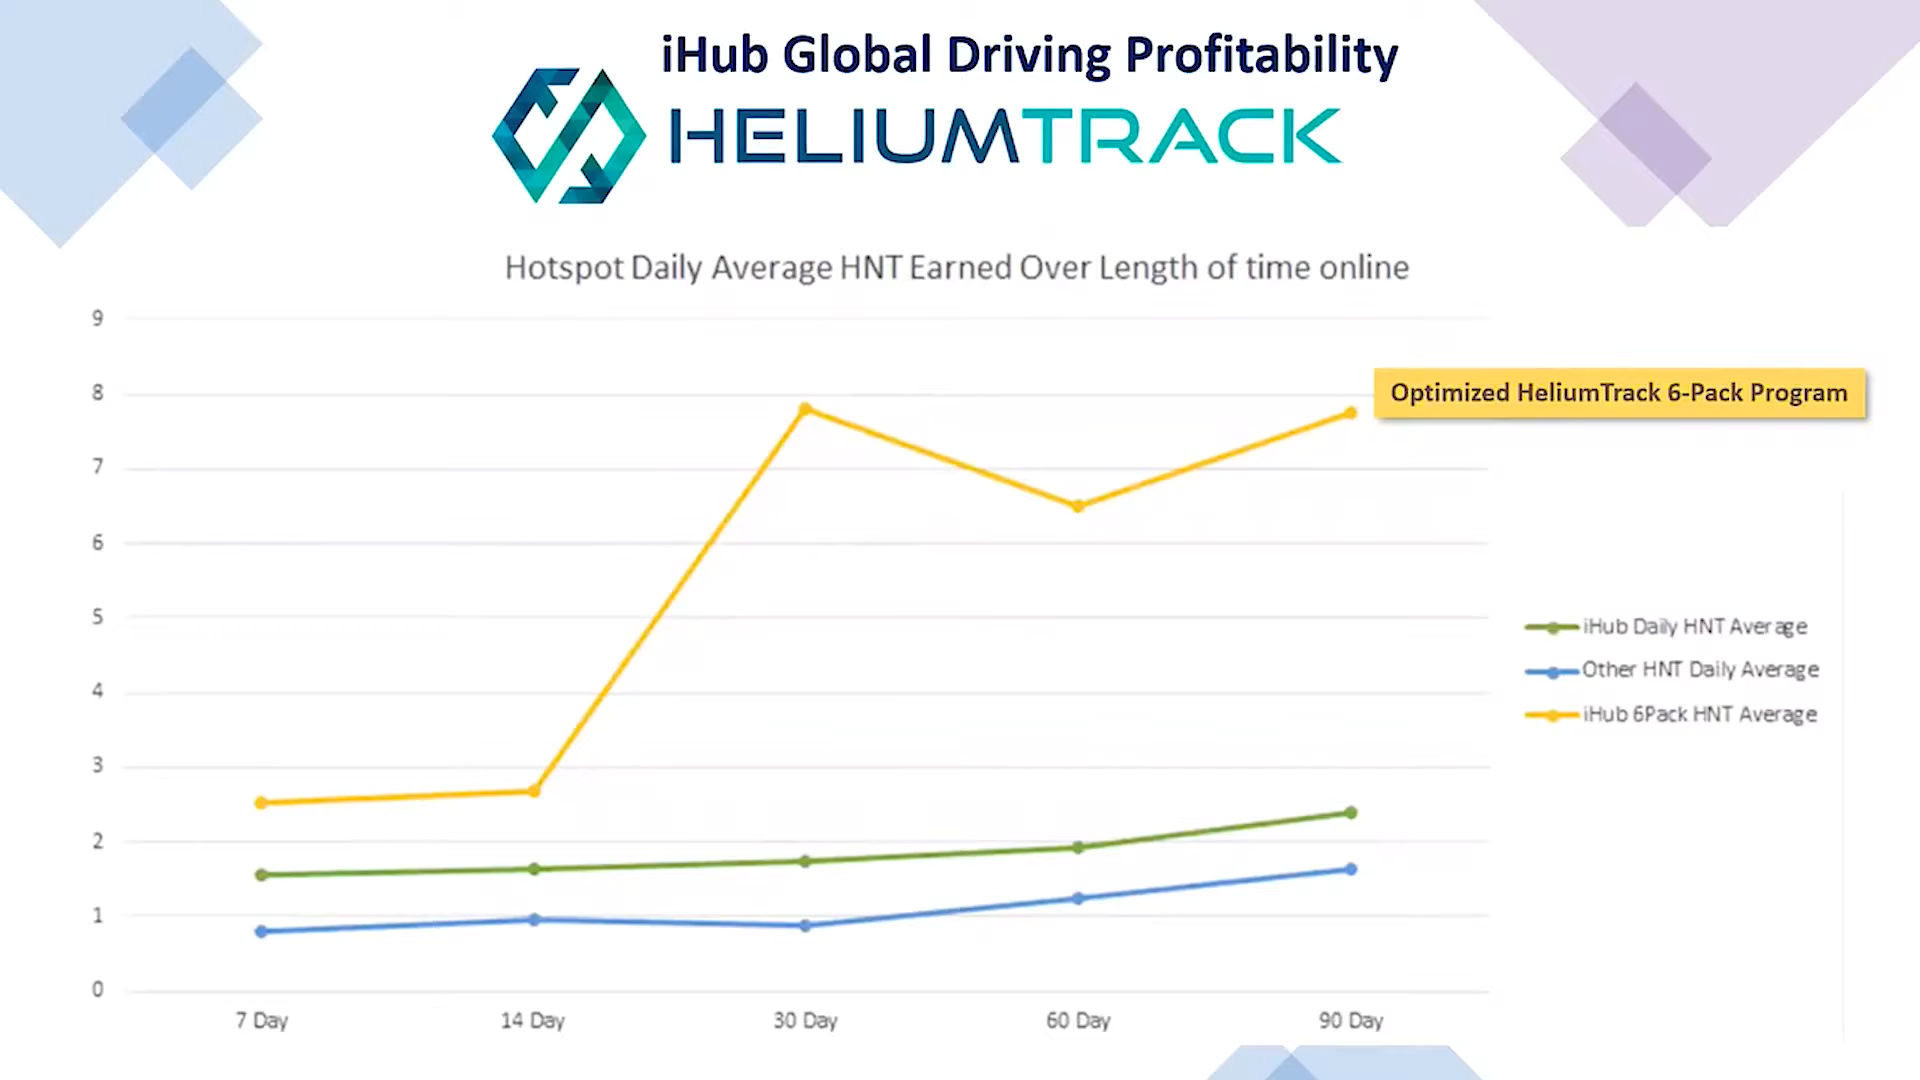 iHub Global Driving Profitability
HELIUMTRACK
Hotspot Daily Average HNT Earned Over Length of time online
9
8
7
6
5
4
3
2
1
0
Optimized HeliumTrack 6-Pack Program
iHub Daily HNT Average
Other HNT Daily Average
iHub 6Pack HNT Average
7 Day
14 Day
30 Day
60 Day
90 Day